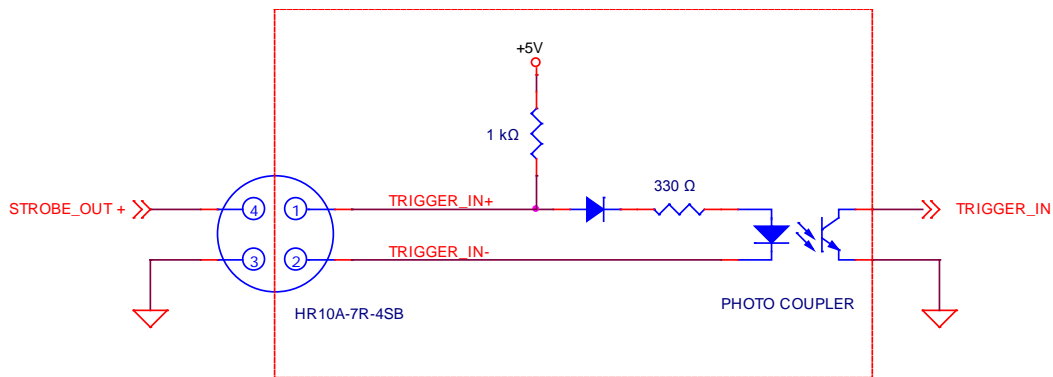 +5V
1 kΩ
330 Ω
STROBE_OUT +
4
1
TRIGGER_IN+
TRIGGER_IN
3
2
TRIGGER_IN-
HR10A-7R-4SB
PHOTO COUPLER